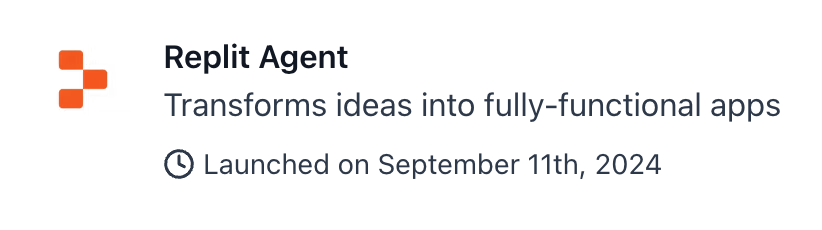 Replit Agent
Transforms ideas into fully-functional apps
Launched on September 11th, 2024